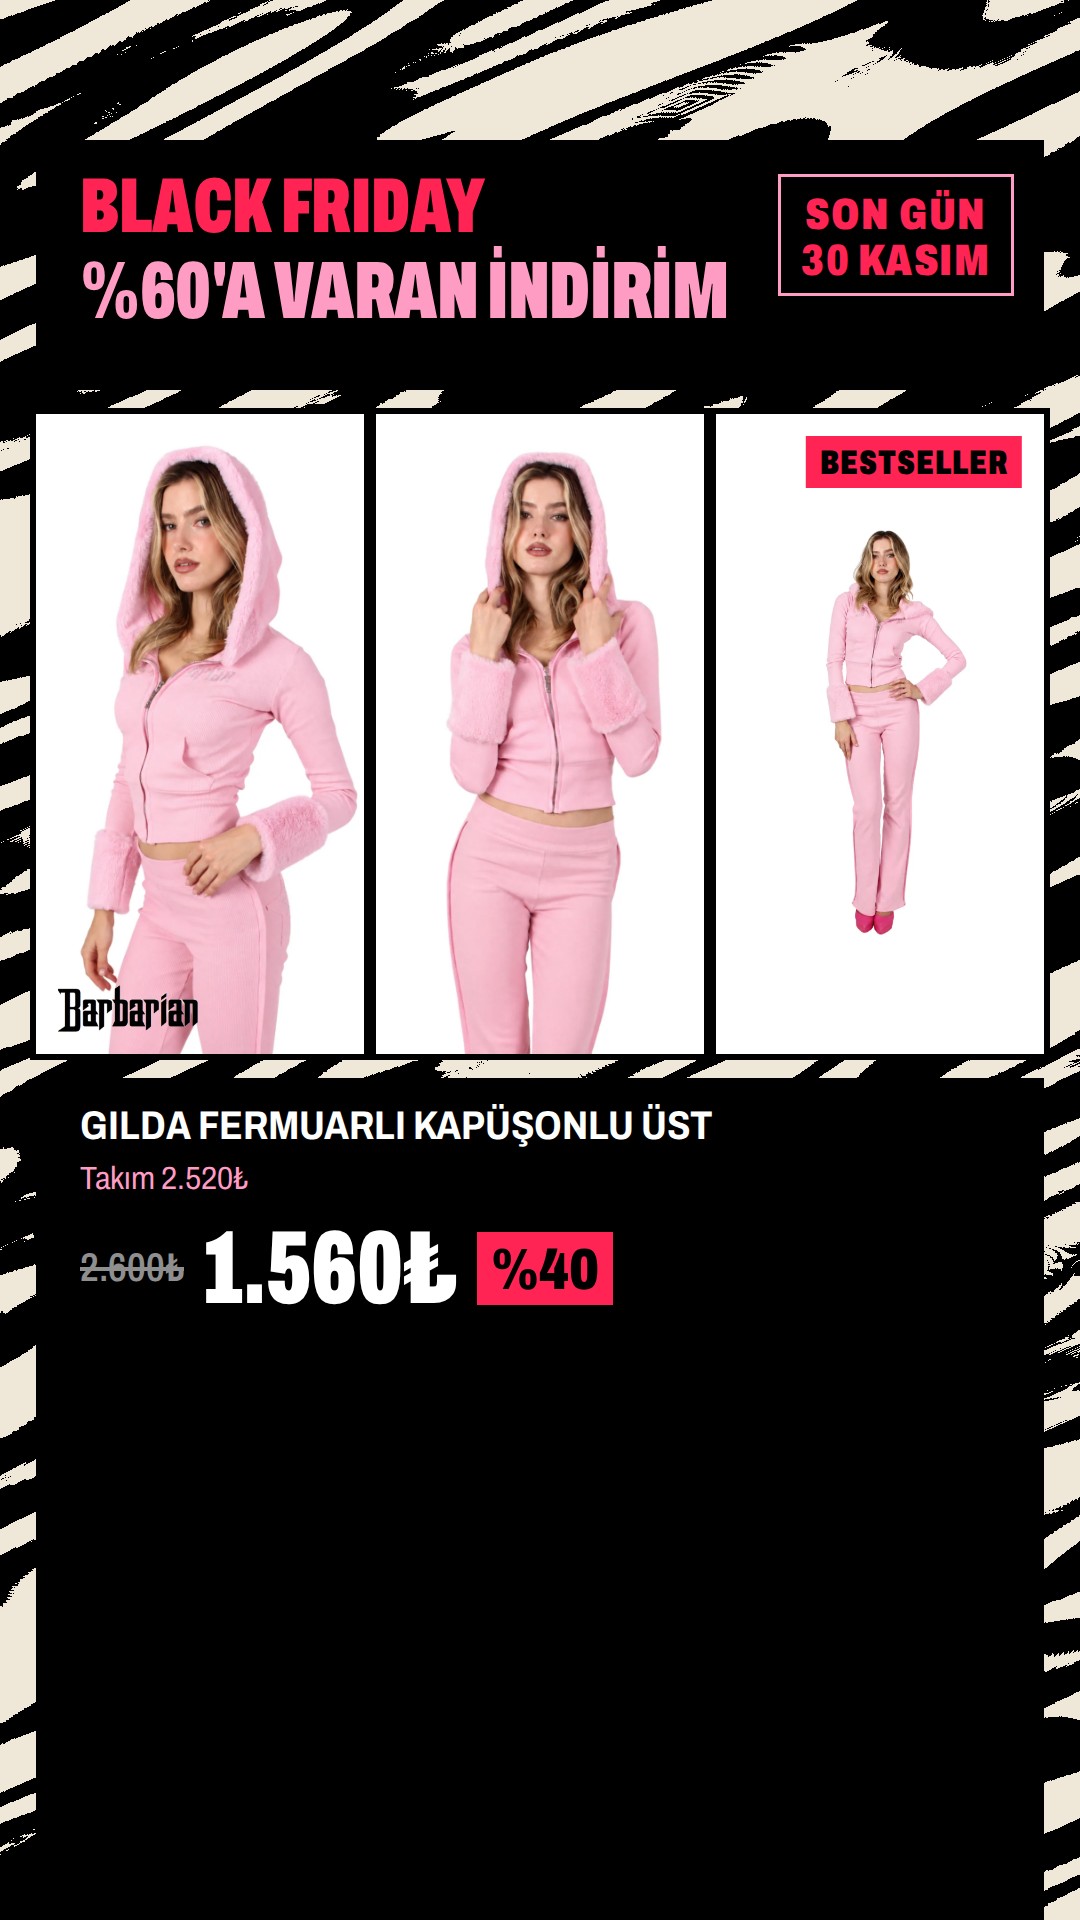 BLACK FRIDAY
%60'A VARAN İNDİRİM
SON GÜN
30 KASIM
BESTSELLER
Barbarian
GILDA FERMUARLI KAPÜŞONLU ÜST
Takım 2.520₺
2.600₺ 1.560₺ %40